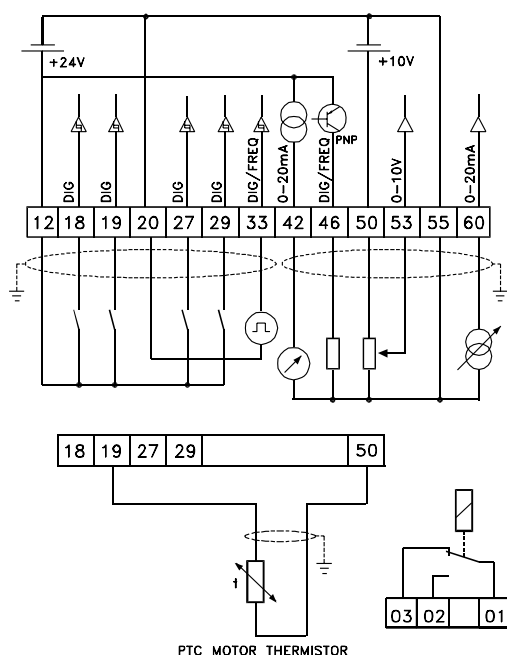 +24V
+10V
DIG
DIG
DIG
DIG
DIG/FREQ
0–20mA
DIG/FREQ
PNP
0–10V
0–20mA
12 18 19 20 27 29 33 42 46 50 53 55 60
18 19 27 29 50
03 02 01
PTC MOTOR THERMISTOR